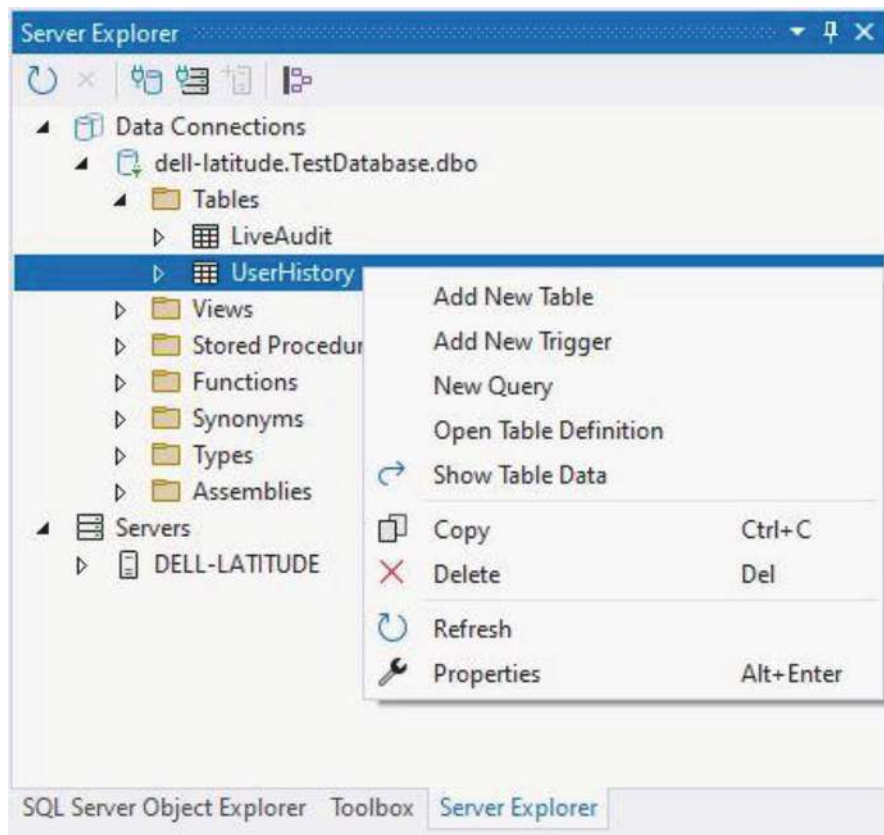 Server Explorer
Data Connections
dell-latitude.TestDatabase.dbo
Tables
LiveAudit
UserHistory
Add New Table
Views
Add New Trigger
Stored Procedur
New Query
Functions
Open Table Definition
Synonyms
Show Table Data
Types
Assemblies
Copy Ctrl+C
Servers
Delete Del
DELL-LATITUDE
Refresh
Properties Alt+Enter
SQL Server Object Explorer Toolbox Server Explorer